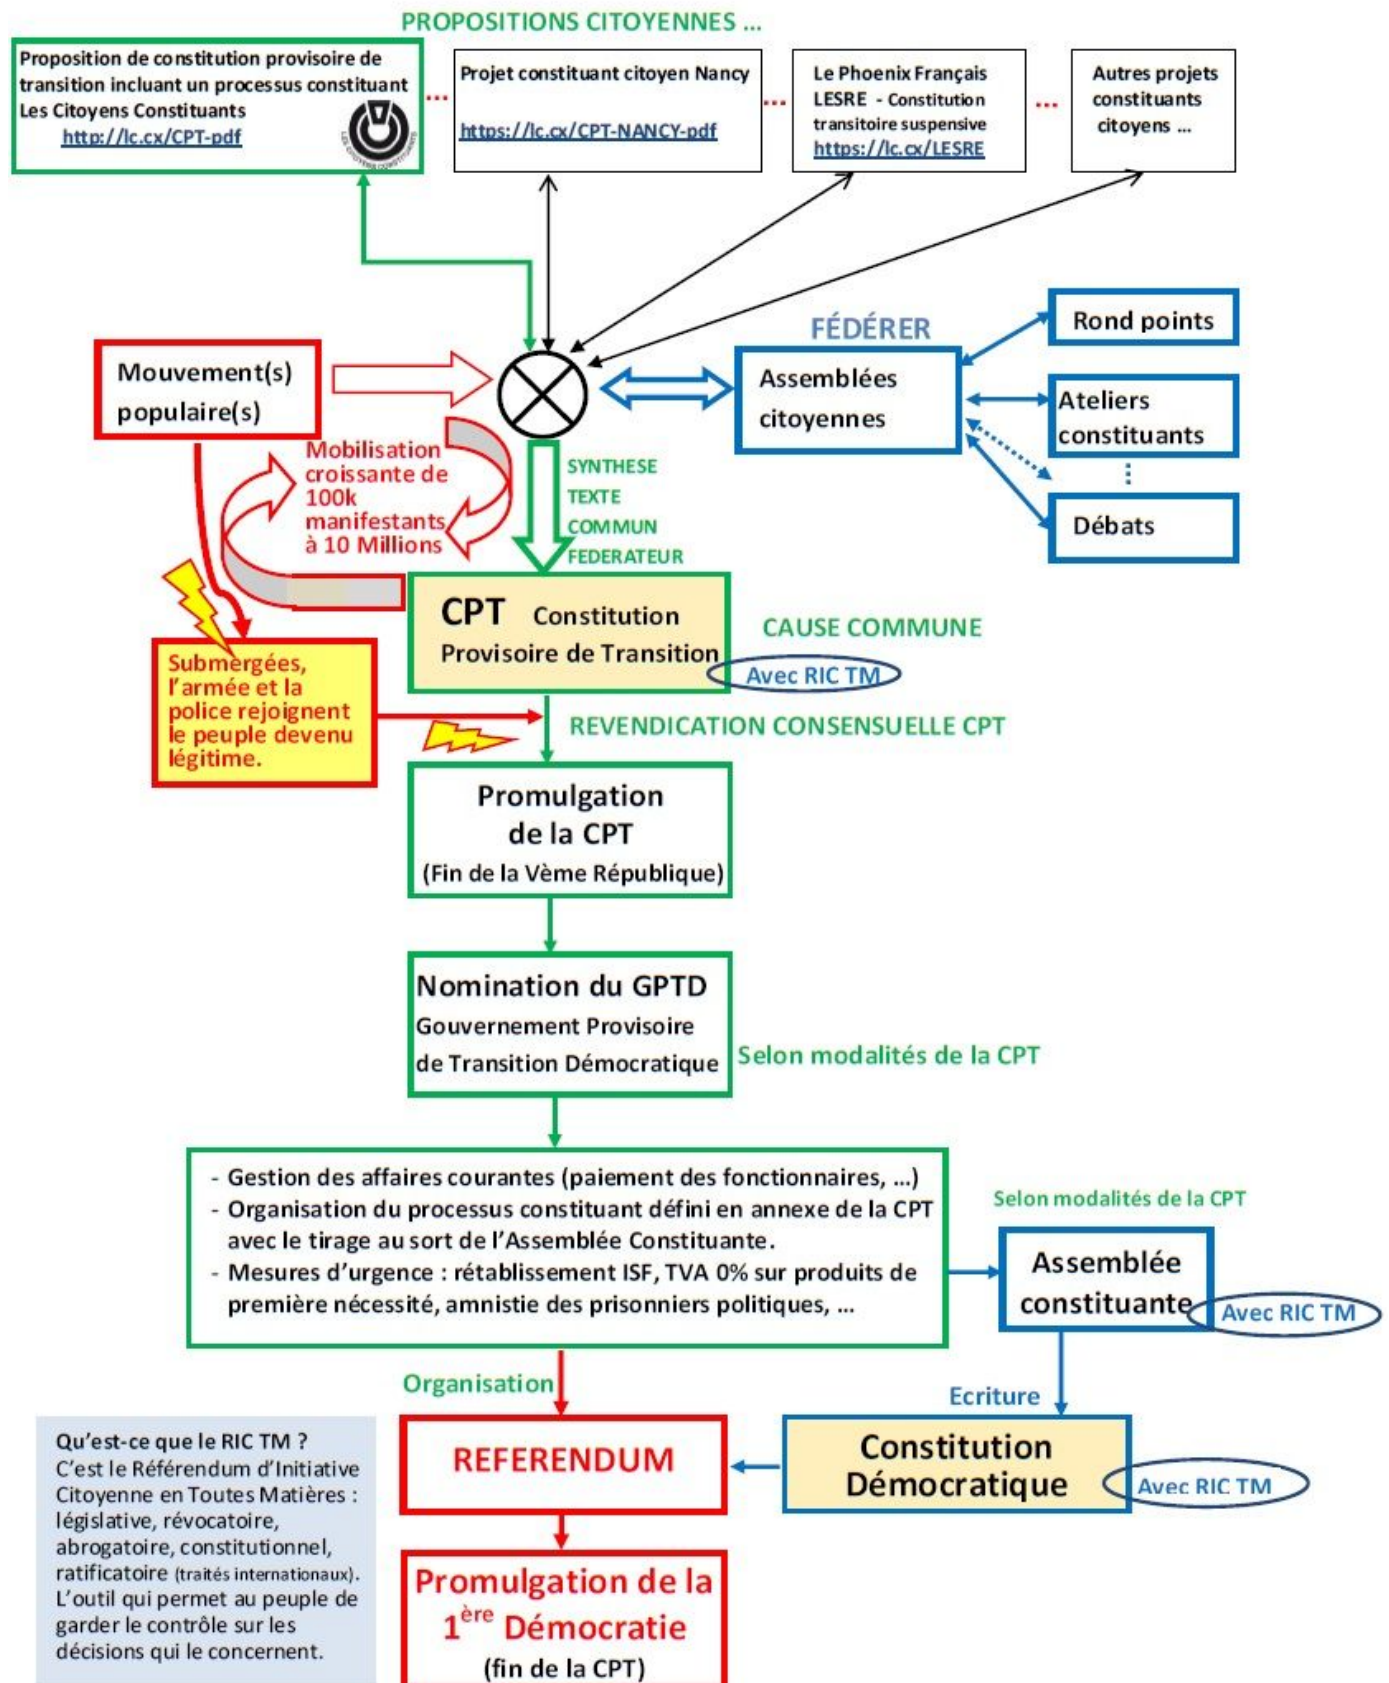 PROPOSITIONS CITOYENNES ...
Proposition de constitution provisoire de
transition incluant un processus constituant
Les Citoyens Constituants
http://lc.cx/CPT-pdf
LES CITOYENS CONSTITUANTS
...
Projet constituant citoyen Nancy
https://lc.cx/CPT-NANCY-pdf
...
Le Phoenix Français
LESRE - Constitution
transitoire suspensive
https://lc.cx/LESRE
...
Autres projets
constituants
citoyens ...
Mouvement(s)
populaire(s)
FÉDÉRER
Assemblées
citoyennes
Rond points
Ateliers
constituants
Débats
Mobilisation
croissante de
100k
manifestants
à 10 Millions
SYNTHESE
TEXTE
COMMUN
FEDERATEUR
CPT Constitution
Provisoire de Transition
CAUSE COMMUNE
Avec RIC TM
Submergées,
l'armée et la
police rejoignent
le peuple devenu
légitime.
REVENDICATION CONSENSUELLE CPT
Promulgation
de la CPT
(Fin de la Vème République)
Nomination du GPTD
Gouvernement Provisoire
de Transition Démocratique
Selon modalités de la CPT
- Gestion des affaires courantes (paiement des fonctionnaires, ...)
- Organisation du processus constituant défini en annexe de la CPT
avec le tirage au sort de l'Assemblée Constituante.
- Mesures d'urgence : rétablissement ISF, TVA 0% sur produits de
première nécessité, amnistie des prisonniers politiques, ...
Selon modalités de la CPT
Assemblée
constituante
Avec RIC TM
Organisation
Ecriture
REFERENDUM
Constitution
Démocratique
Avec RIC TM
Qu'est-ce que le RIC TM ?
C'est le Référendum d'Initiative
Citoyenne en Toutes Matières :
législative, révocatoire,
abrogatoire, constitutionnel,
ratificatoire (traités internationaux).
L'outil qui permet au peuple de
garder le contrôle sur les
décisions qui le concernent.
Promulgation de la
1ère Démocratie
(fin de la CPT)